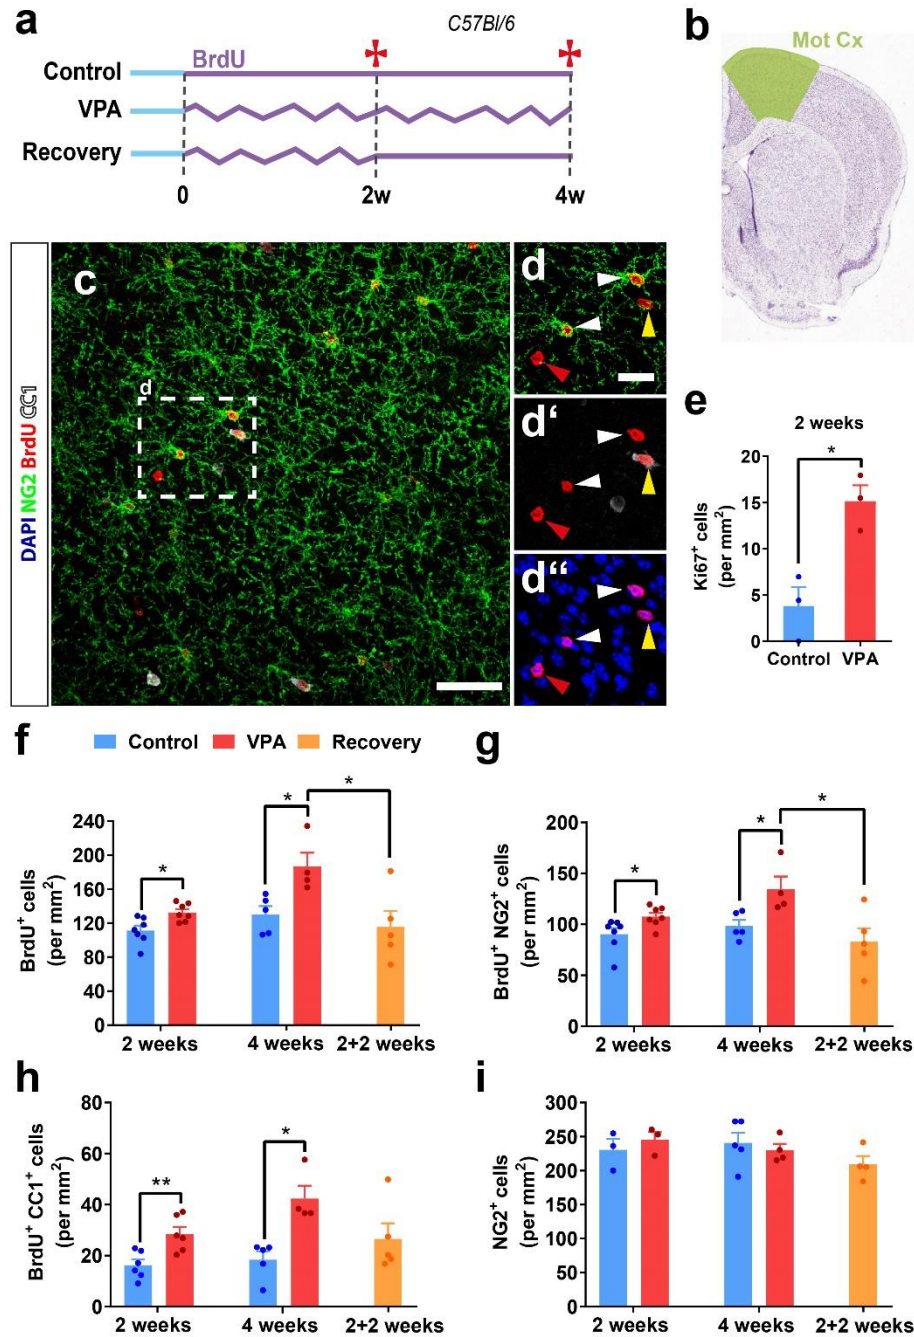 a
C57Bl/6
BrdU
Control
VPA
Recovery
0
2w
4w
b
Mot Cx
DAPI NG2 BrdU CC1
c
d
d
d'
d"
e
2 weeks
*
Ki67+ cells
(per mm2)
20
15
10
5
0
Control
VPA
Control
VPA
Recovery
f
BrdU+ cells
(per mm2)
240
200
160
120
80
40
0
*
*
*
2 weeks
4 weeks
2+2 weeks
g
BrdU+ NG2+ cells
(per mm2)
200
150
100
50
0
*
*
*
2 weeks
4 weeks
2+2 weeks
h
BrdU+ CC1+ cells
(per mm2)
80
60
40
20
0
**
*
2 weeks
4 weeks
2+2 weeks
i
NG2+ cells
(per mm2)
300
250
200
150
100
50
0
2 weeks
4 weeks
2+2 weeks